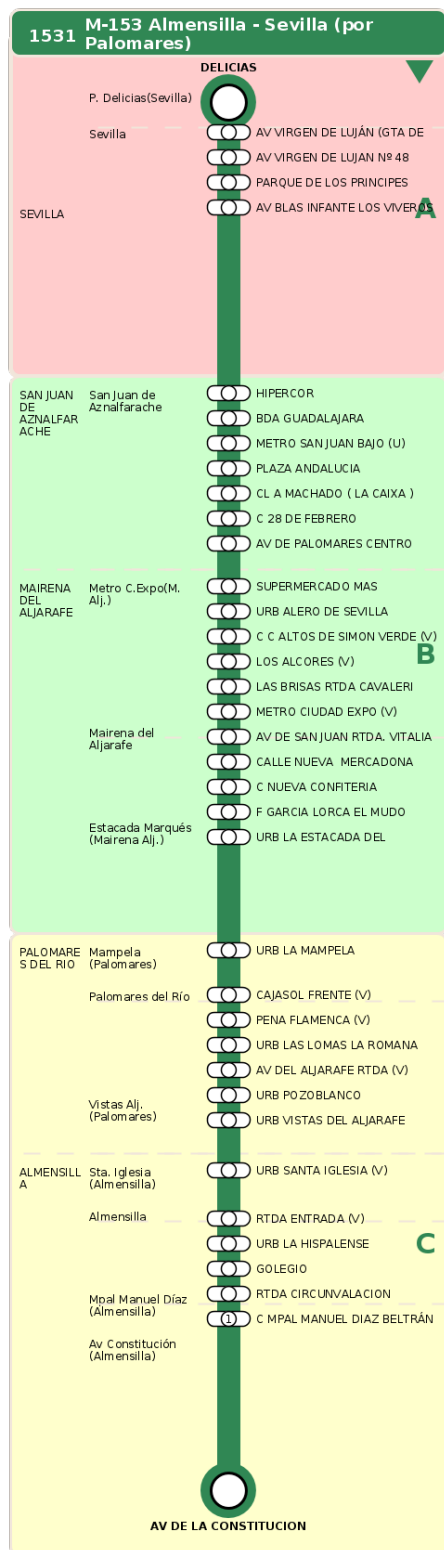 1531 M-153 Almensilla - Sevilla (por
Palomares)
DELICIAS
P. Delicias(Sevilla)
Sevilla
AV VIRGEN DE LUJÁN (GTA DE
AV VIRGEN DE LUJAN Nº 48
PARQUE DE LOS PRINCIPES
AV BLAS INFANTE LOS VIVEROS
A
SEVILLA
SAN JUAN
DE
AZNALFAR
ACHE
San Juan de
Aznalfarache
HIPERCOR
BDA GUADALAJARA
METRO SAN JUAN BAJO (U)
PLAZA ANDALUCIA
CL A MACHADO ( LA CAIXA )
C 28 DE FEBRERO
AV DE PALOMARES CENTRO
MAIRENA
DEL
ALJARAFE
Metro C.Expo(M.
Alj.)
SUPERMERCADO MAS
URB ALERO DE SEVILLA
C C ALTOS DE SIMON VERDE (V)
B
LOS ALCORES (V)
LAS BRISAS RTDA CAVALERI
METRO CIUDAD EXPO (V)
Mairena del
Aljarafe
AV DE SAN JUAN RTDA. VITALIA
CALLE NUEVA  MERCADONA
C NUEVA CONFITERIA
F GARCIA LORCA EL MUDO
Estacada Marqués
(Mairena Alj.)
URB LA ESTACADA DEL
PALOMARE
S DEL RIO
Mampela
(Palomares)
URB LA MAMPELA
Palomares del Río
CAJASOL FRENTE (V)
PENA FLAMENCA (V)
URB LAS LOMAS LA ROMANA
AV DEL ALJARAFE RTDA (V)
URB POZOBLANCO
Vistas Alj.
(Palomares)
URB VISTAS DEL ALJARAFE
ALMENSILL
A
Sta. Iglesia
(Almensilla)
URB SANTA IGLESIA (V)
Almensilla
RTDA ENTRADA (V)
URB LA HISPALENSE
C
GOLEGIO
RTDA CIRCUNVALACION
Mpal Manuel Díaz
(Almensilla)
1
C MPAL MANUEL DIAZ BELTRÁN
Av Constitución
(Almensilla)
AV DE LA CONSTITUCION